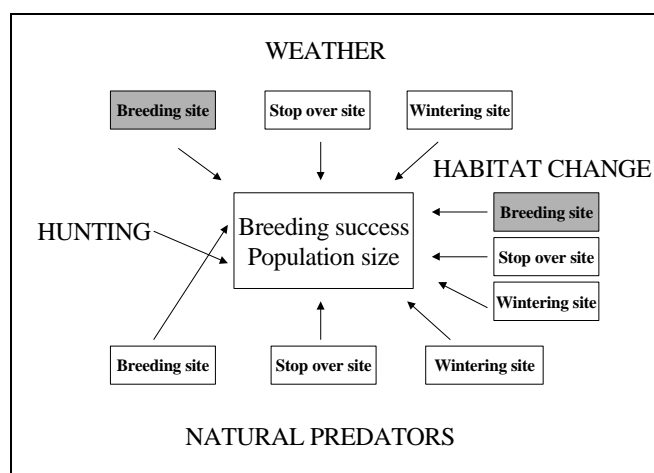 WEATHER
Breeding site
Stop over site
Wintering site
HABITAT CHANGE
Breeding site
Stop over site
Wintering site
HUNTING
Breeding success
Population size
Breeding site
Stop over site
Wintering site
NATURAL PREDATORS